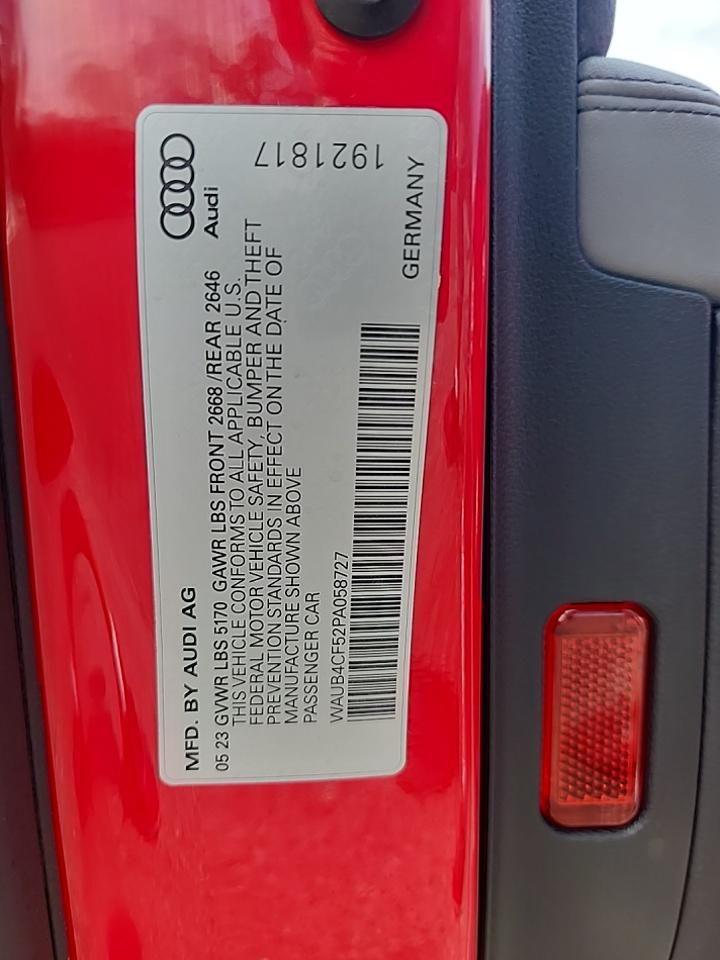 MFD. BY AUDI AG
05 23 GVWR LBS 5170 GAWR LBS FRONT 2668 /REAR 2646
THIS VEHICLE CONFORMS TO ALL APPLICABLE U.S.
FEDERAL MOTOR VEHICLE SAFETY, BUMPER AND THEFT
PREVENTION STANDARDS IN EFFECT ON THE DATE OF
MANUFACTURE SHOWN ABOVE
PASSENGER CAR
WAUB4CF52PA058727
Audi
1921817
GERMANY